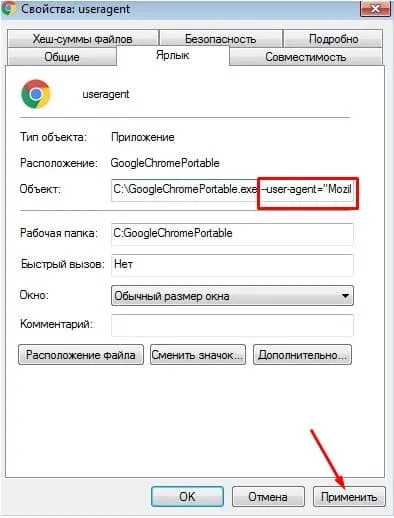 Свойства: useragent
Хеш-суммы файлов Безопасность Подробно
Общие Ярлык Совместимость
useragent
Тип объекта: Приложение
Расположение: GoogleChromePortable
Объект: C:\GoogleChromePortable.exe --user-agent="Mozil
Рабочая папка: C:GoogleChromePortable
Быстрый вызов: Нет
Окно: Обычный размер окна
Комментарий:
Расположение файла Сменить значок... Дополнительно...
OK Отмена Применить